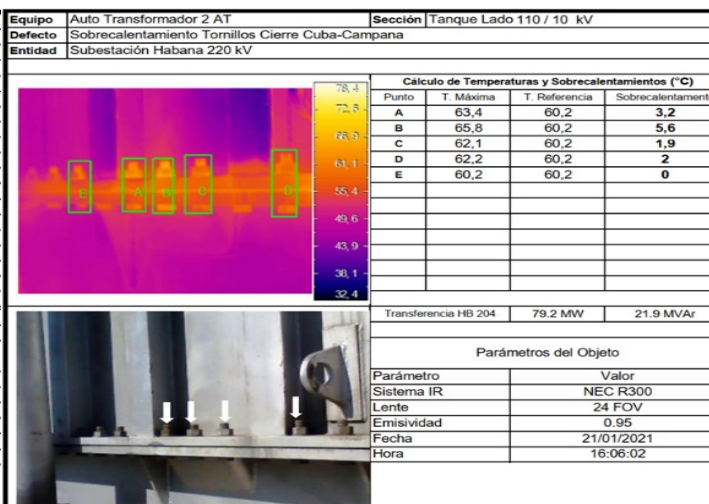 Equipo Auto Transformador 2 AT Sección Tanque Lado 110 / 10 kV
Defecto Sobrecalentamiento Tornillos Cierre Cuba-Campana
Entidad Subestación Habana 220 kV
Cálculo de Temperaturas y Sobrecalentamientos (°C)
Punto T. Máxima T. Referencia Sobrecalentament
A 63,4 60,2 3,2
B 65,8 60,2 5,6
C 62,1 60,2 1,9
D 62,2 60,2 2
E 60,2 60,2 0
78,4
72,6
66,9
61,1
55,4
49,6
43,9
38,1
32,4
E A B C D
Transferencia HB 204 79.2 MW 21.9 MVAr
Parámetros del Objeto
Parámetro Valor
Sistema IR NEC R300
Lente 24 FOV
Emisividad 0.95
Fecha 21/01/2021
Hora 16:06:02